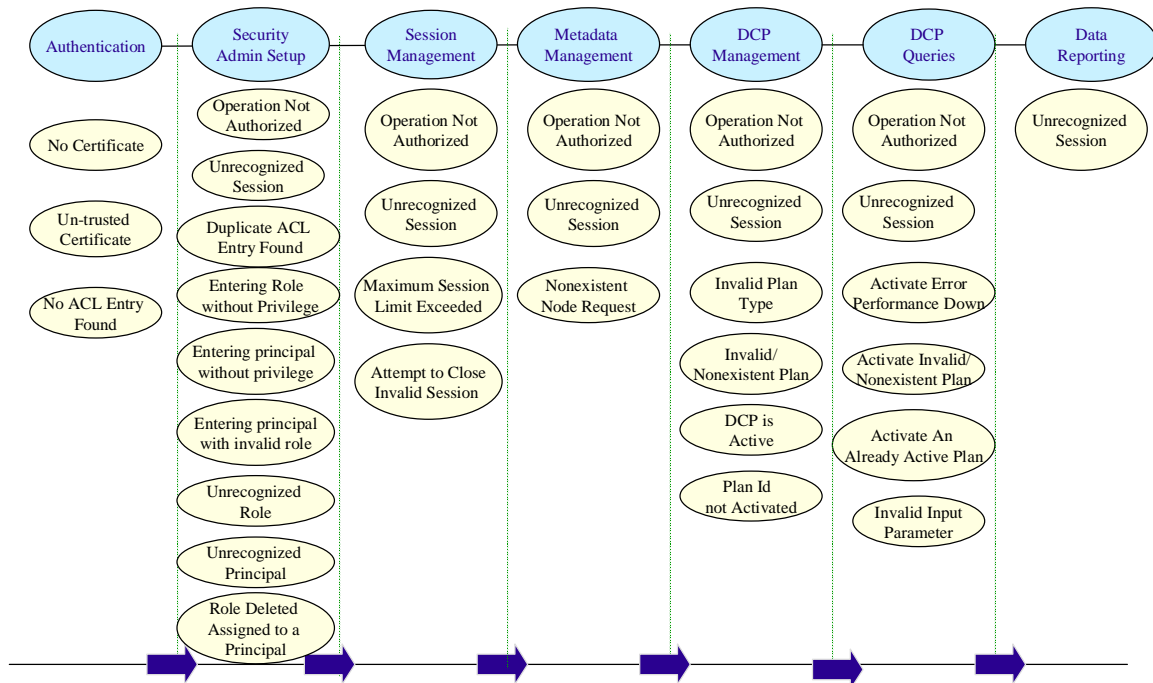 Authentication
Security
Admin Setup
Session
Management
Metadata
Management
DCP
Management
DCP
Queries
Data
Reporting
No Certificate
Un-trusted
Certificate
No ACL Entry
Found
Operation Not
Authorized
Unrecognized
Session
Duplicate ACL
Entry Found
Entering Role
without Privilege
Entering principal
without privilege
Entering principal
with invalid role
Unrecognized
Role
Unrecognized
Principal
Role Deleted
Assigned to a
Principal
Operation Not
Authorized
Unrecognized
Session
Maximum Session
Limit Exceeded
Attempt to Close
Invalid Session
Operation Not
Authorized
Unrecognized
Session
Nonexistent
Node Request
Operation Not
Authorized
Unrecognized
Session
Invalid Plan
Type
Invalid/
Nonexistent Plan
DCP is
Active
Plan Id
not Activated
Operation Not
Authorized
Unrecognized
Session
Activate Error
Performance Down
Activate Invalid/
Nonexistent Plan
Activate An
Already Active Plan
Invalid Input
Parameter
Unrecognized
Session